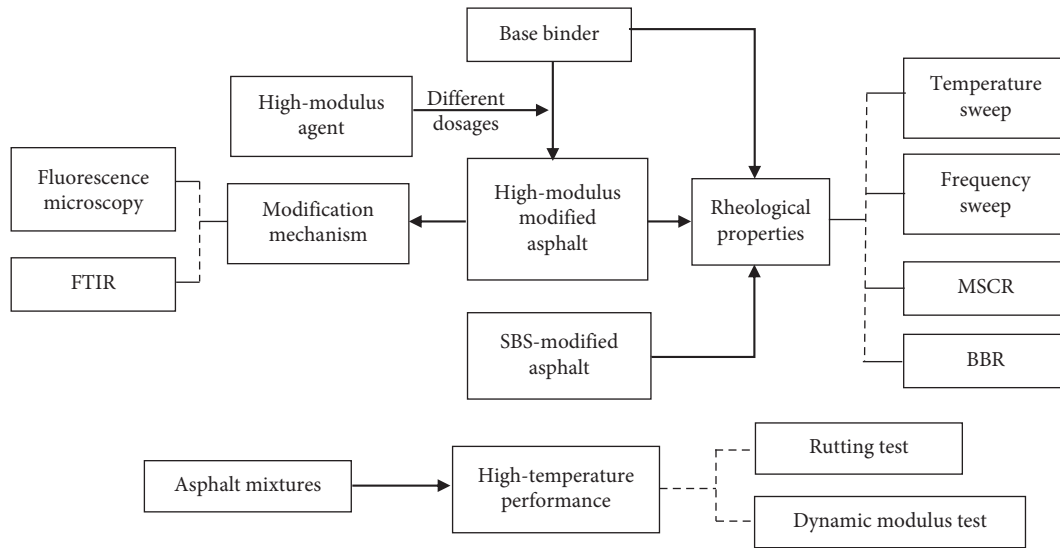 Base binder
High-modulus
agent
Different
dosages
Temperature
sweep
Fluorescence
microscopy
Modification
mechanism
High-modulus
modified
asphalt
Rheological
properties
Frequency
sweep
FTIR
MSCR
SBS-modified
asphalt
BBR
Asphalt mixtures
High-temperature
performance
Rutting test
Dynamic modulus test